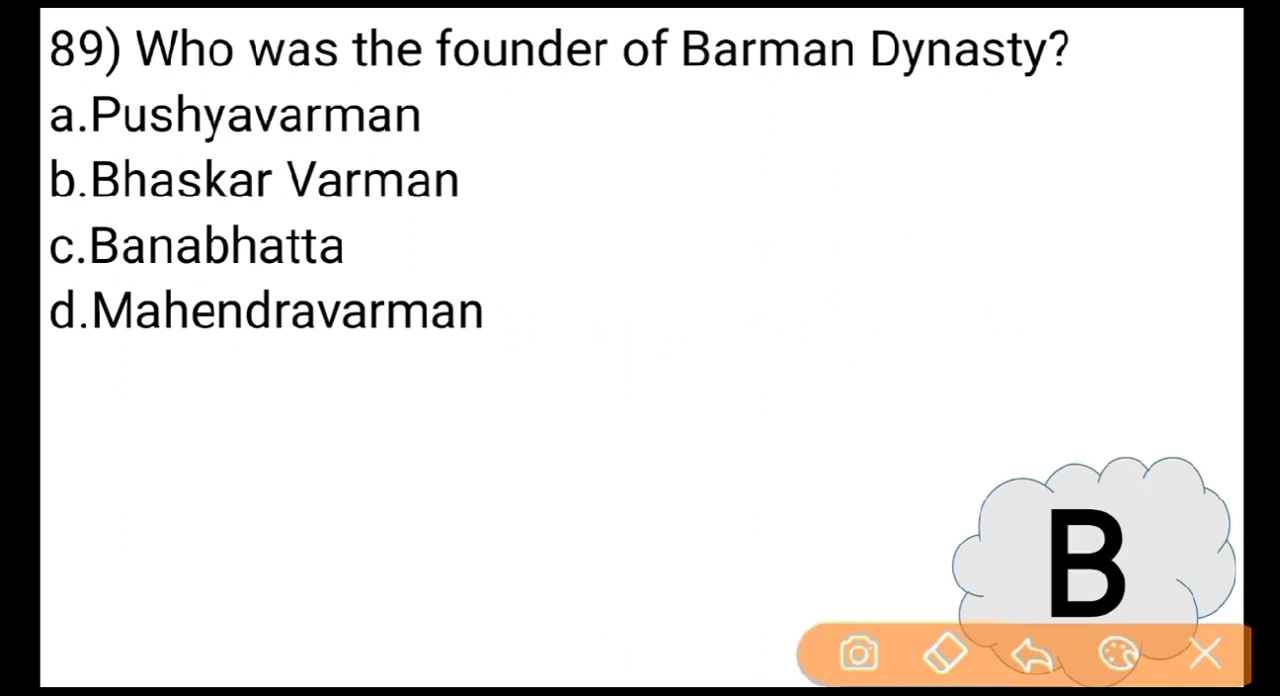 89) Who was the founder of Barman Dynasty?
a.Pushyavarman
b.Bhaskar Varman
c.Banabhatta
d.Mahendravarman
B